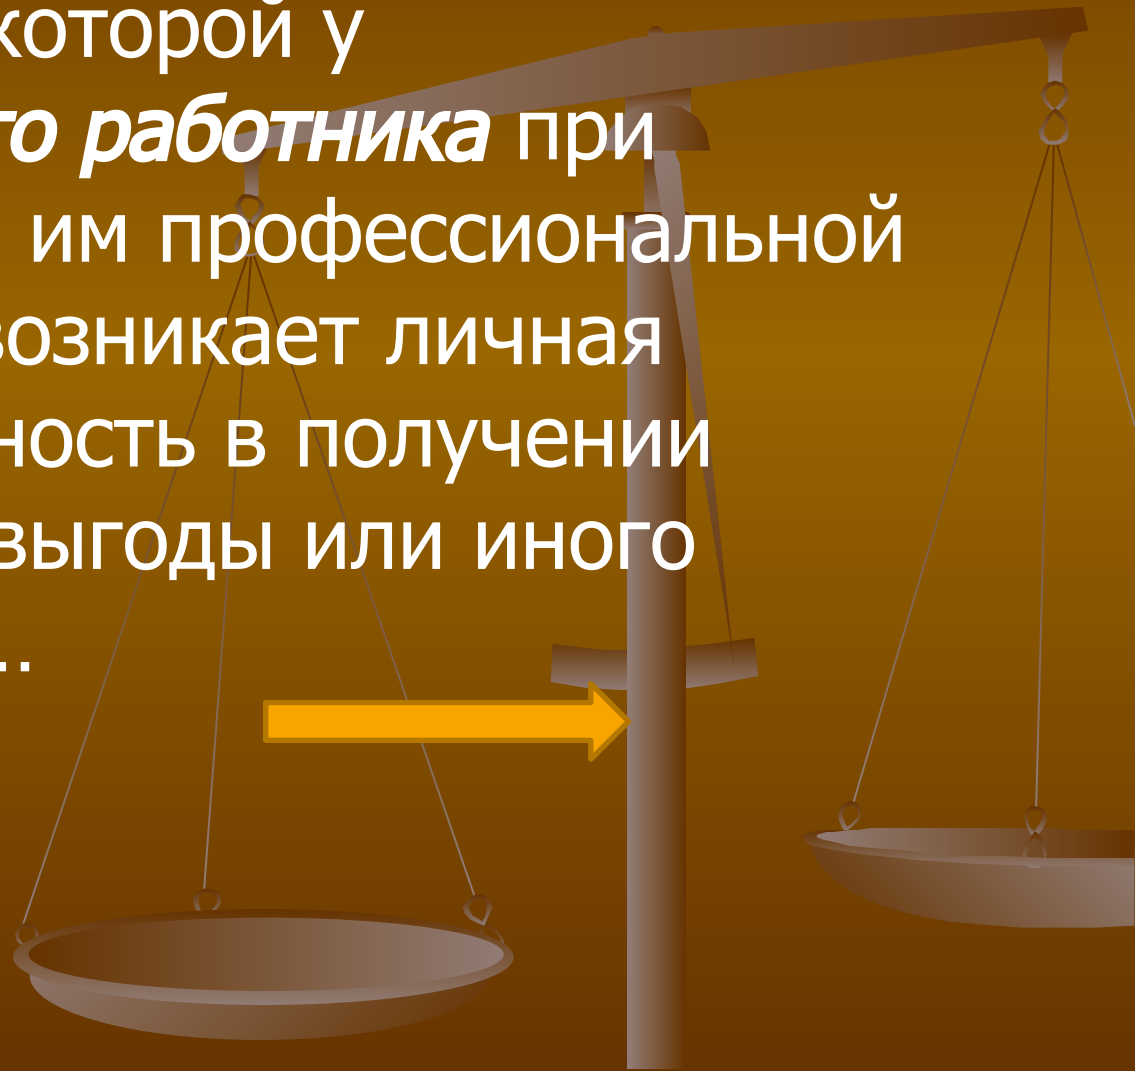 которой у
го работника при
им профессиональной
возникает личная
ность в получении
выгоды или иного
..